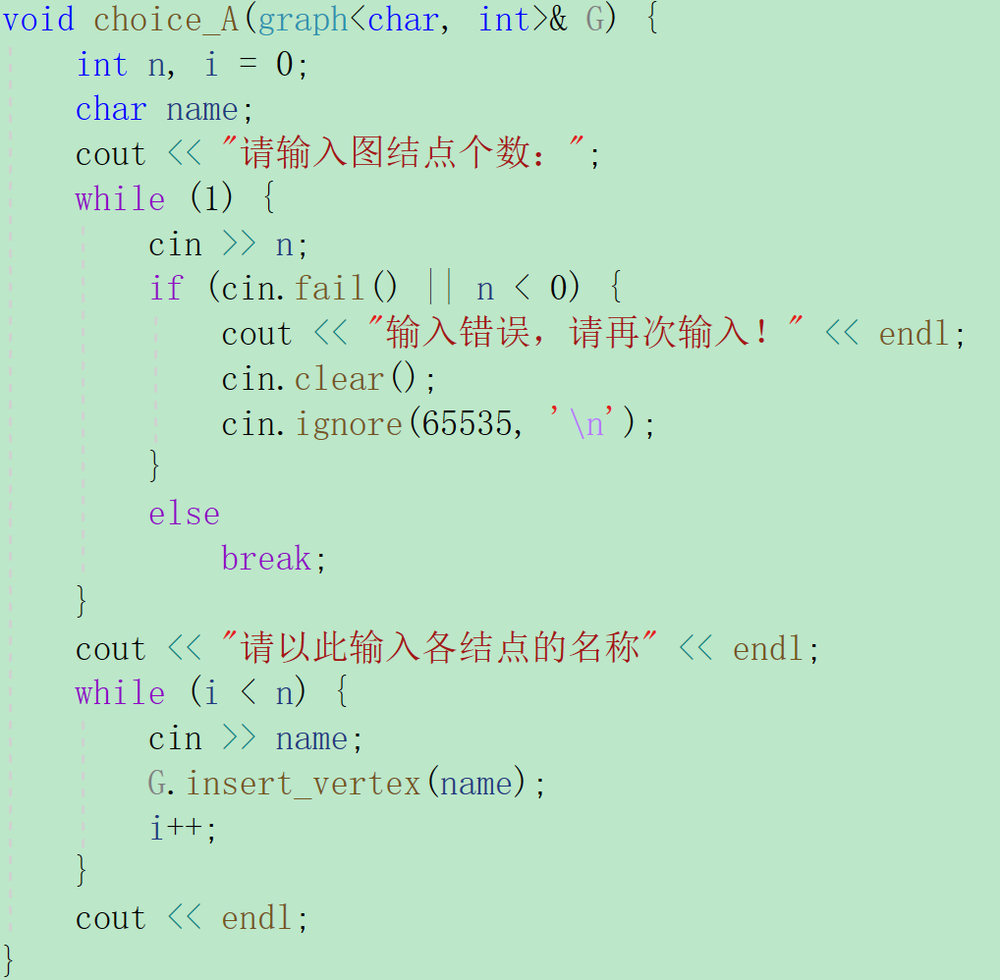 void choice_A(graph<char, int>& G) {
    int n, i = 0;
    char name;
    cout << "请输入图结点个数：";
    while (1) {
        cin >> n;
        if (cin.fail() || n < 0) {
            cout << "输入错误，请再次输入！" << endl;
            cin.clear();
            cin.ignore(65535, '\n');
        }
        else
            break;
    }
    cout << "请以此输入各结点的名称" << endl;
    while (i < n) {
        cin >> name;
        G.insert_vertex(name);
        i++;
    }
    cout << endl;
}